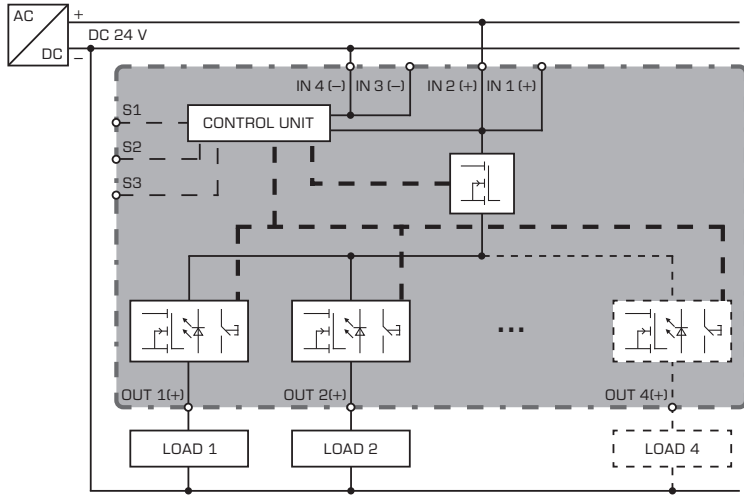 AC
+
DC 24 V
DC
−
IN 4 (−) IN 3 (−) IN 2 (+) IN 1 (+)
S1
CONTROL UNIT
S2
S3
...
OUT 1(+) OUT 2(+) OUT 4(+)
LOAD 1 LOAD 2 LOAD 4